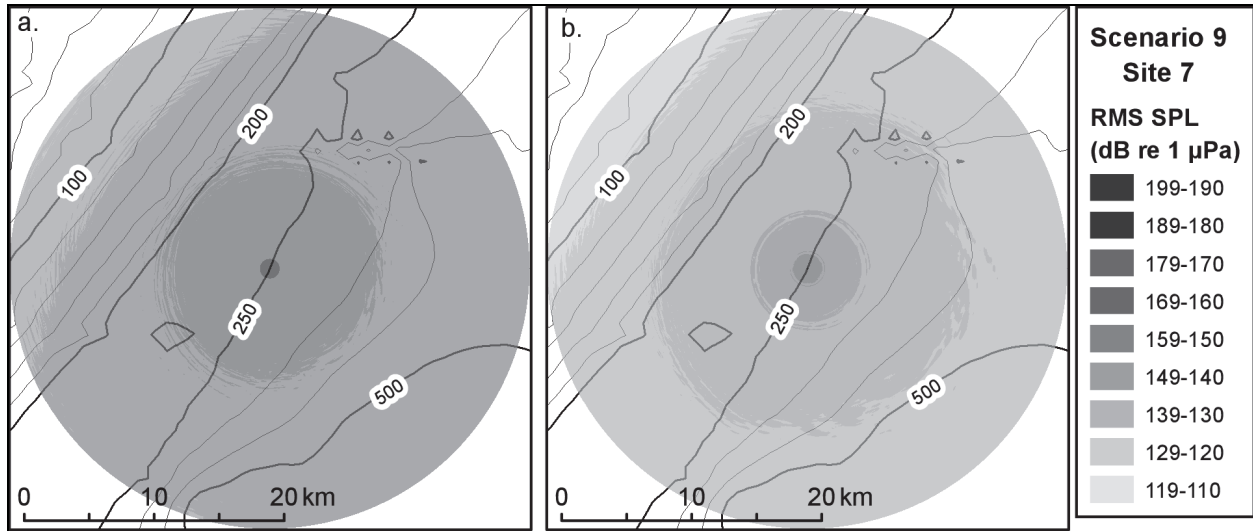 a.
200
100
250
500
0 10 20 km
b.
200
100
250
500
0 10 20 km
Scenario 9
Site 7
RMS SPL
(dB re 1 µPa)
199-190
189-180
179-170
169-160
159-150
149-140
139-130
129-120
119-110